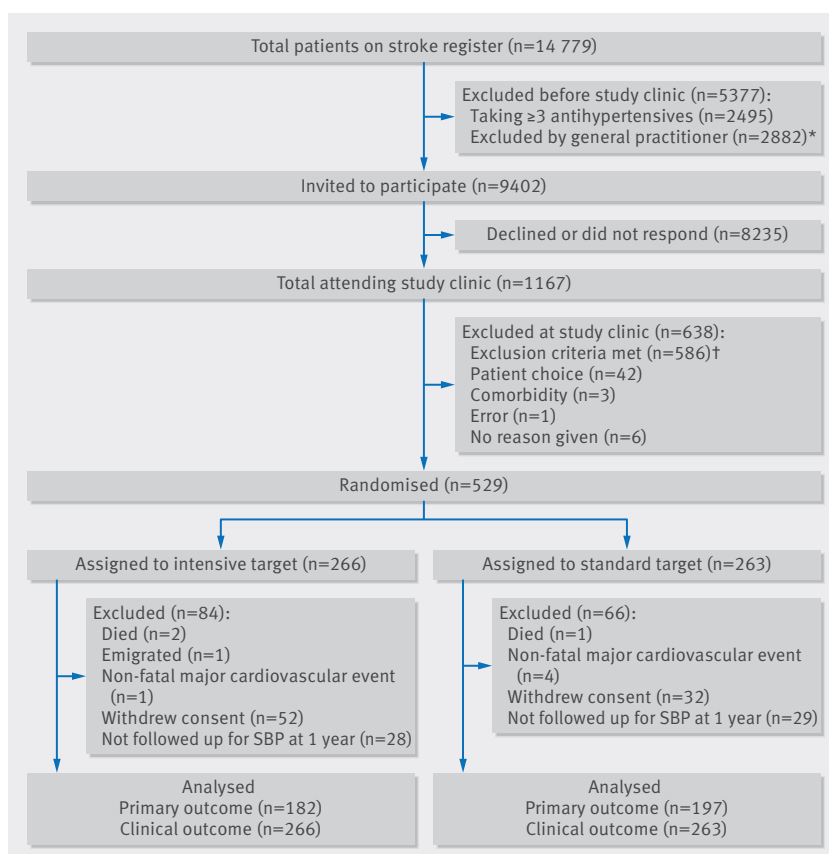 Total patients on stroke register (n=14 779)
Excluded before study clinic (n=5377):
Taking ≥3 antihypertensives (n=2495)
Excluded by general practitioner (n=2882)*
Invited to participate (n=9402)
Declined or did not respond (n=8235)
Total attending study clinic (n=1167)
Excluded at study clinic (n=638):
Exclusion criteria met (n=586)†
Patient choice (n=42)
Comorbidity (n=3)
Error (n=1)
No reason given (n=6)
Randomised (n=529)
Assigned to intensive target (n=266)
Excluded (n=84):
Died (n=2)
Emigrated (n=1)
Non-fatal major cardiovascular event
(n=1)
Withdrew consent (n=52)
Not followed up for SBP at 1 year (n=28)
Analysed
Primary outcome (n=182)
Clinical outcome (n=266)
Assigned to standard target (n=263)
Excluded (n=66):
Died (n=1)
Non-fatal major cardiovascular event
(n=4)
Withdrew consent (n=32)
Not followed up for SBP at 1 year (n=29)
Analysed
Primary outcome (n=197)
Clinical outcome (n=263)